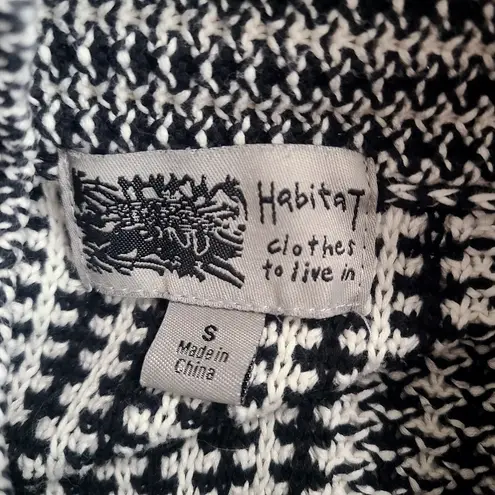 HabitaT
clothes
to live in
S
Made in
China